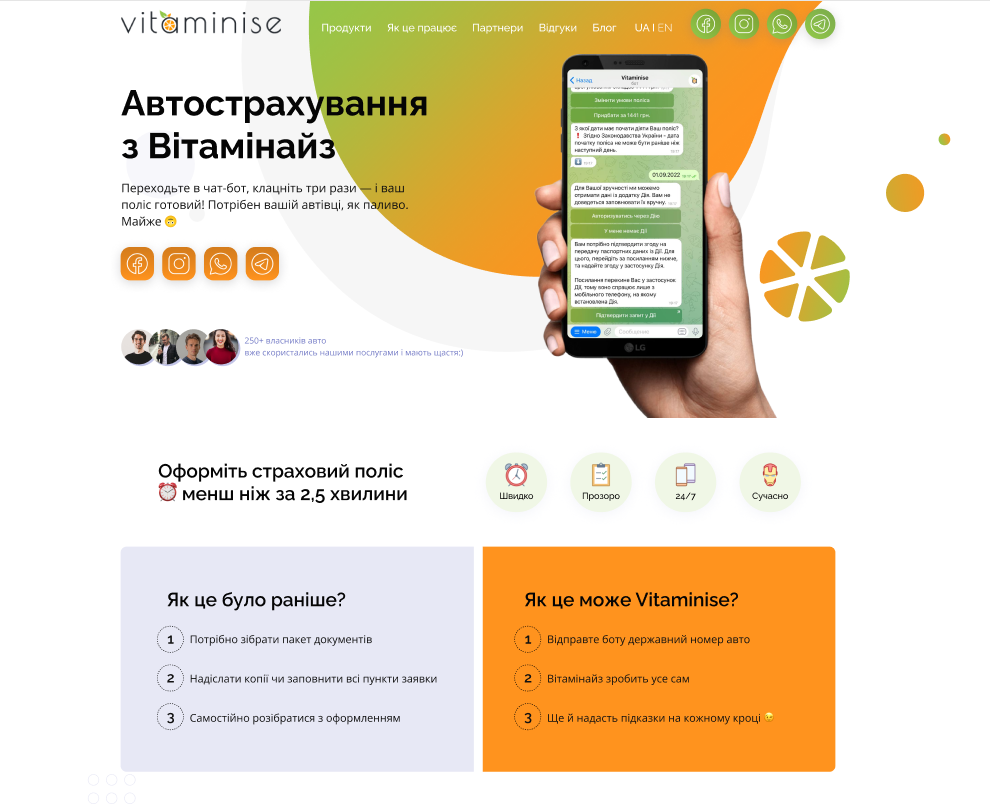 vitaminise
Продукти Як це працює Партнери Відгуки Блог UA I EN
Автострахування
з Вітамінайз
Переходьте в чат-бот, клацніть три рази — і ваш
поліс готовий! Потрібен вашій автівці, як паливо.
Майже 🙃
250+ власників авто
вже скористались нашими послугами і мають щастя:)
Назад
Vitaminise
бот
Змінити умови поліса
Придбати за 1441 грн.
З якої дати має почати діяти Ваш поліс?
❗ Згідно Законодавства України - дата
початку поліса не може бути раніше ніж
наступний день.
01.09.2022
Для Вашої зручності ми можемо
отримати дані із додатку Дія. Вам не
доведеться заповнювати їх вручну.
Авторизуватись через Дію
У мене немає Дії
Вам потрібно підтвердити згоду на
передачу паспортних даних із Дії. Для
цього, перейдіть за посиланням нижче,
та надайте згоду у застосунку Дія.
Посилання перекине Вас у застосунок
Дії, тому воно спрацює лише з
мобільного телефону, на якому
встановлена Дія.
Підтвердити запит у Дії
Меню
Сообщение
LG
Оформіть страховий поліс
⏰ менш ніж за 2,5 хвилини
Швидко
Прозоро
24/7
Сучасно
Як це було раніше?
1 Потрібно зібрати пакет документів
2 Надіслати копії чи заповнити всі пункти заявки
3 Самостійно розібратися з оформленням
Як це може Vitaminise?
1 Відправте боту державний номер авто
2 Вітамінайз зробить усе сам
3 Ще й надасть підказки на кожному кроці 😉